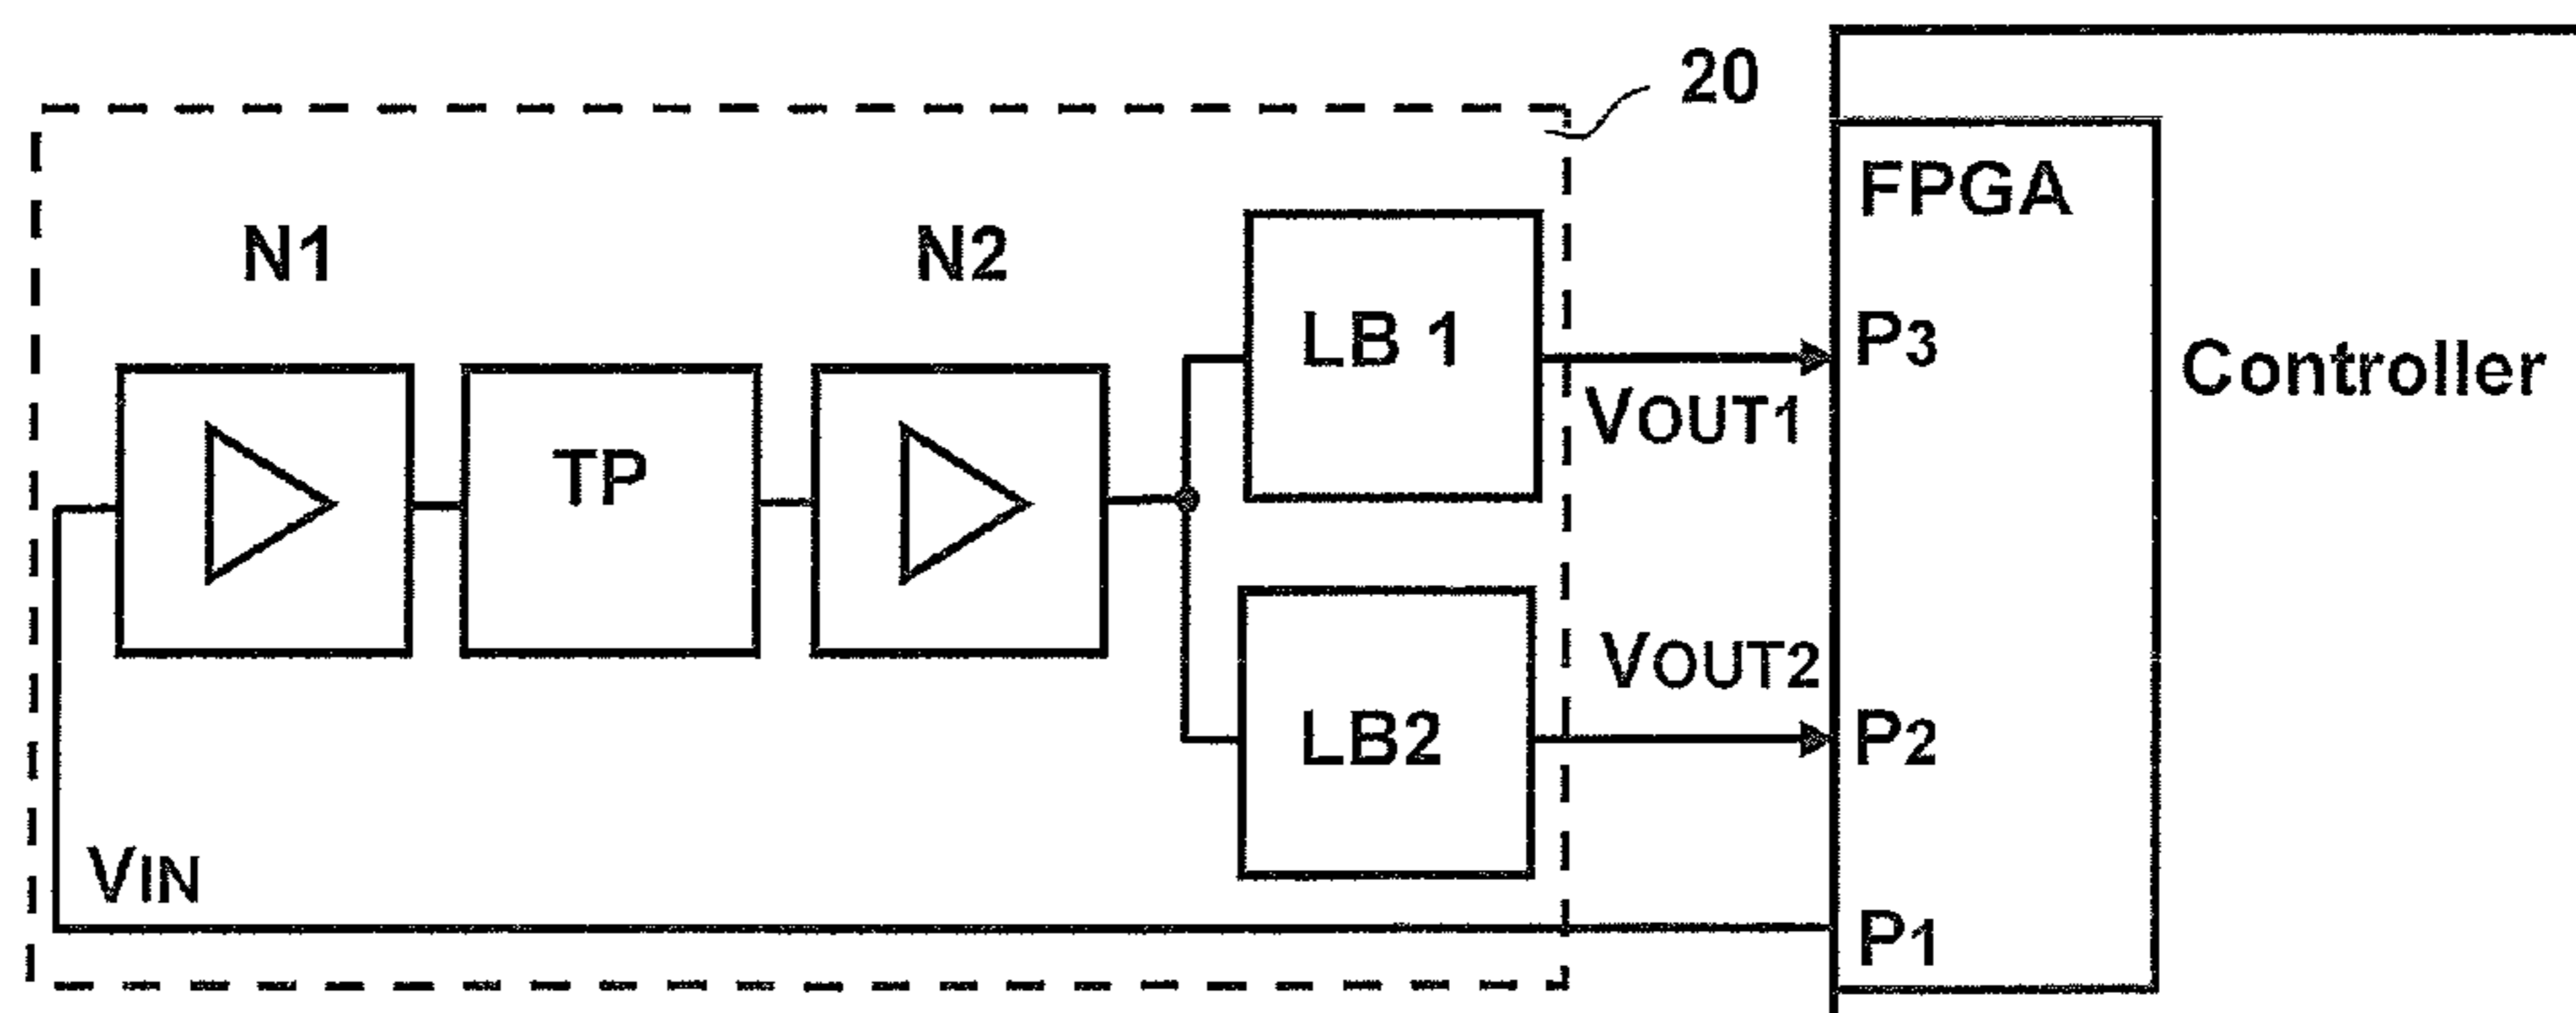 20
FPGA
N1
N2
LB 1
P3
Controller
VOUT1
TP
VOUT2
LB2
P2
VIN
P1